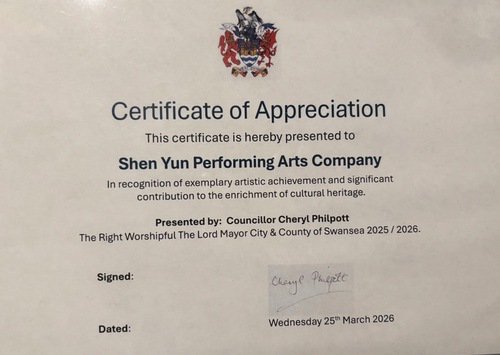 Certificate of Appreciation
This certificate is hereby presented to
Shen Yun Performing Arts Company
In recognition of exemplary artistic achievement and significant
contribution to the enrichment of cultural heritage.
Presented by: Councillor Cheryl Philpott
The Right Worshipful The Lord Mayor City & County of Swansea 2025 / 2026.
Signed:
Cheryl Philpott
Dated:
Wednesday 25th March 2026